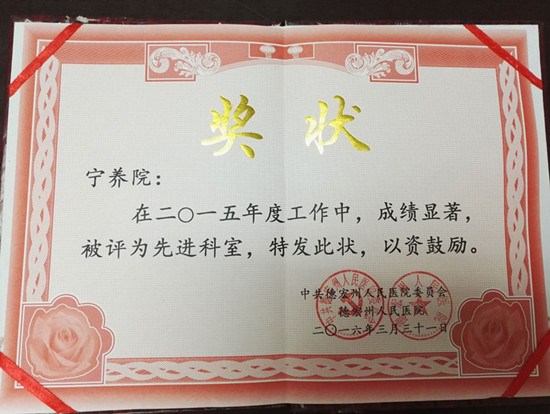 奖状
宁养院：
在二〇一五年度工作中，成绩显著，
被评为先进科室，特发此状，以资鼓励。
中共德宏州人民医院委员会
德宏州人民医院
二〇一六年三月三十一日